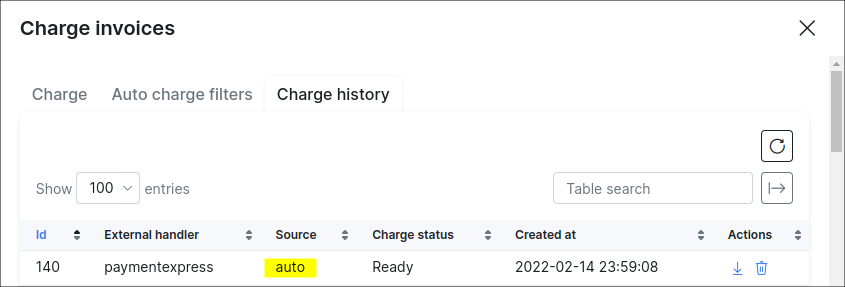 Charge invoices
Charge Auto charge filters Charge history
Show 100 entries Table search
Id External handler Source Charge status Created at Actions
140 paymentexpress auto Ready 2022-02-14 23:59:08